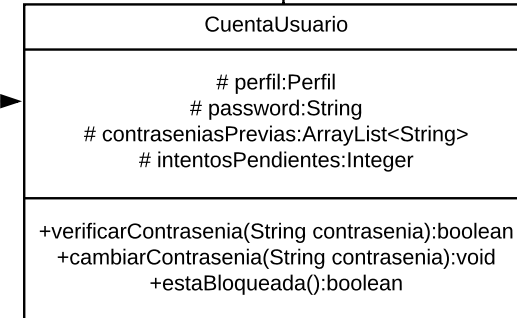 CuentaUsuario
# perfil:Perfil
# password:String
# contraseniasPrevias:ArrayList<String>
# intentosPendientes:Integer
+verificarContrasenia(String contrasenia):boolean
+cambiarContrasenia(String contrasenia):void
+estaBloqueada():boolean